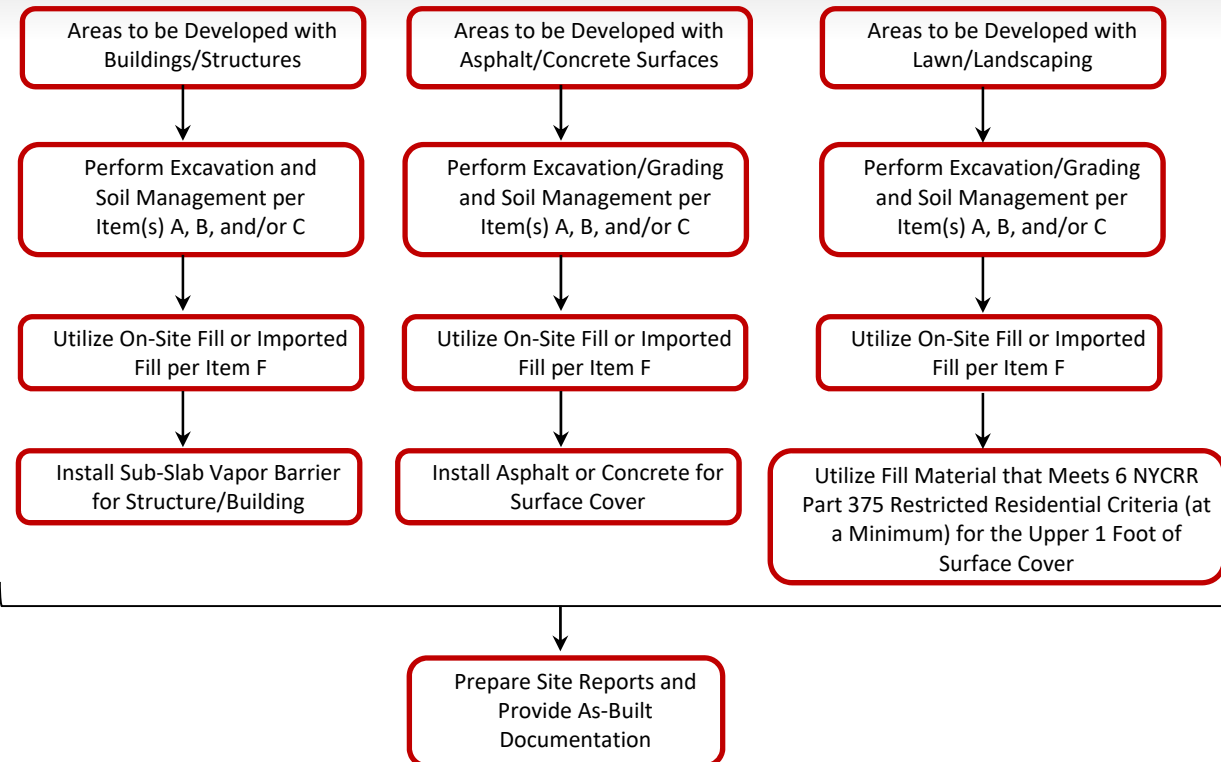 Areas to be Developed with
Buildings/Structures
Areas to be Developed with
Asphalt/Concrete Surfaces
Areas to be Developed with
Lawn/Landscaping
Perform Excavation and
Soil Management per
Item(s) A, B, and/or C
Perform Excavation/Grading
and Soil Management per
Item(s) A, B, and/or C
Perform Excavation/Grading
and Soil Management per
Item(s) A, B, and/or C
Utilize On-Site Fill or Imported
Fill per Item F
Utilize On-Site Fill or Imported
Fill per Item F
Utilize On-Site Fill or Imported
Fill per Item F
Install Sub-Slab Vapor Barrier
for Structure/Building
Install Asphalt or Concrete for
Surface Cover
Utilize Fill Material that Meets 6 NYCRR
Part 375 Restricted Residential Criteria (at
a Minimum) for the Upper 1 Foot of
Surface Cover
Prepare Site Reports and
Provide As-Built
Documentation